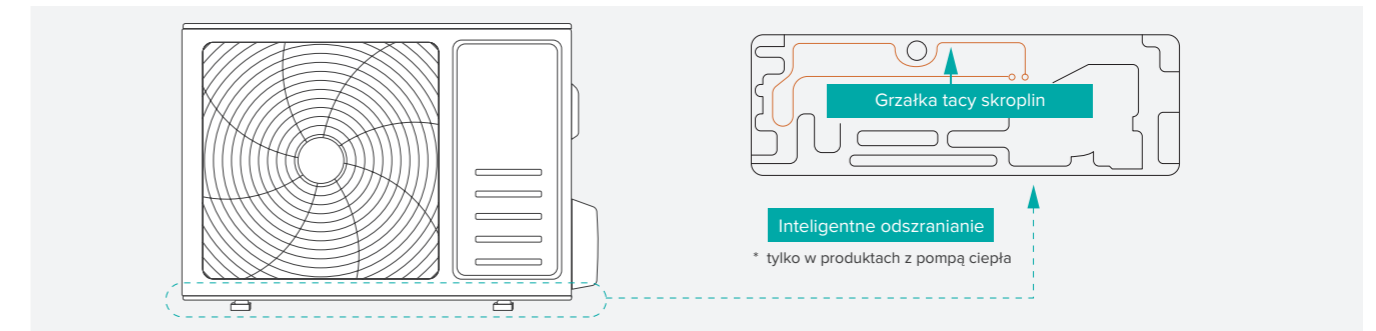 Grzałka tacy skroplin
Inteligentne odszranianie
* tylko w produktach z pompą ciepła